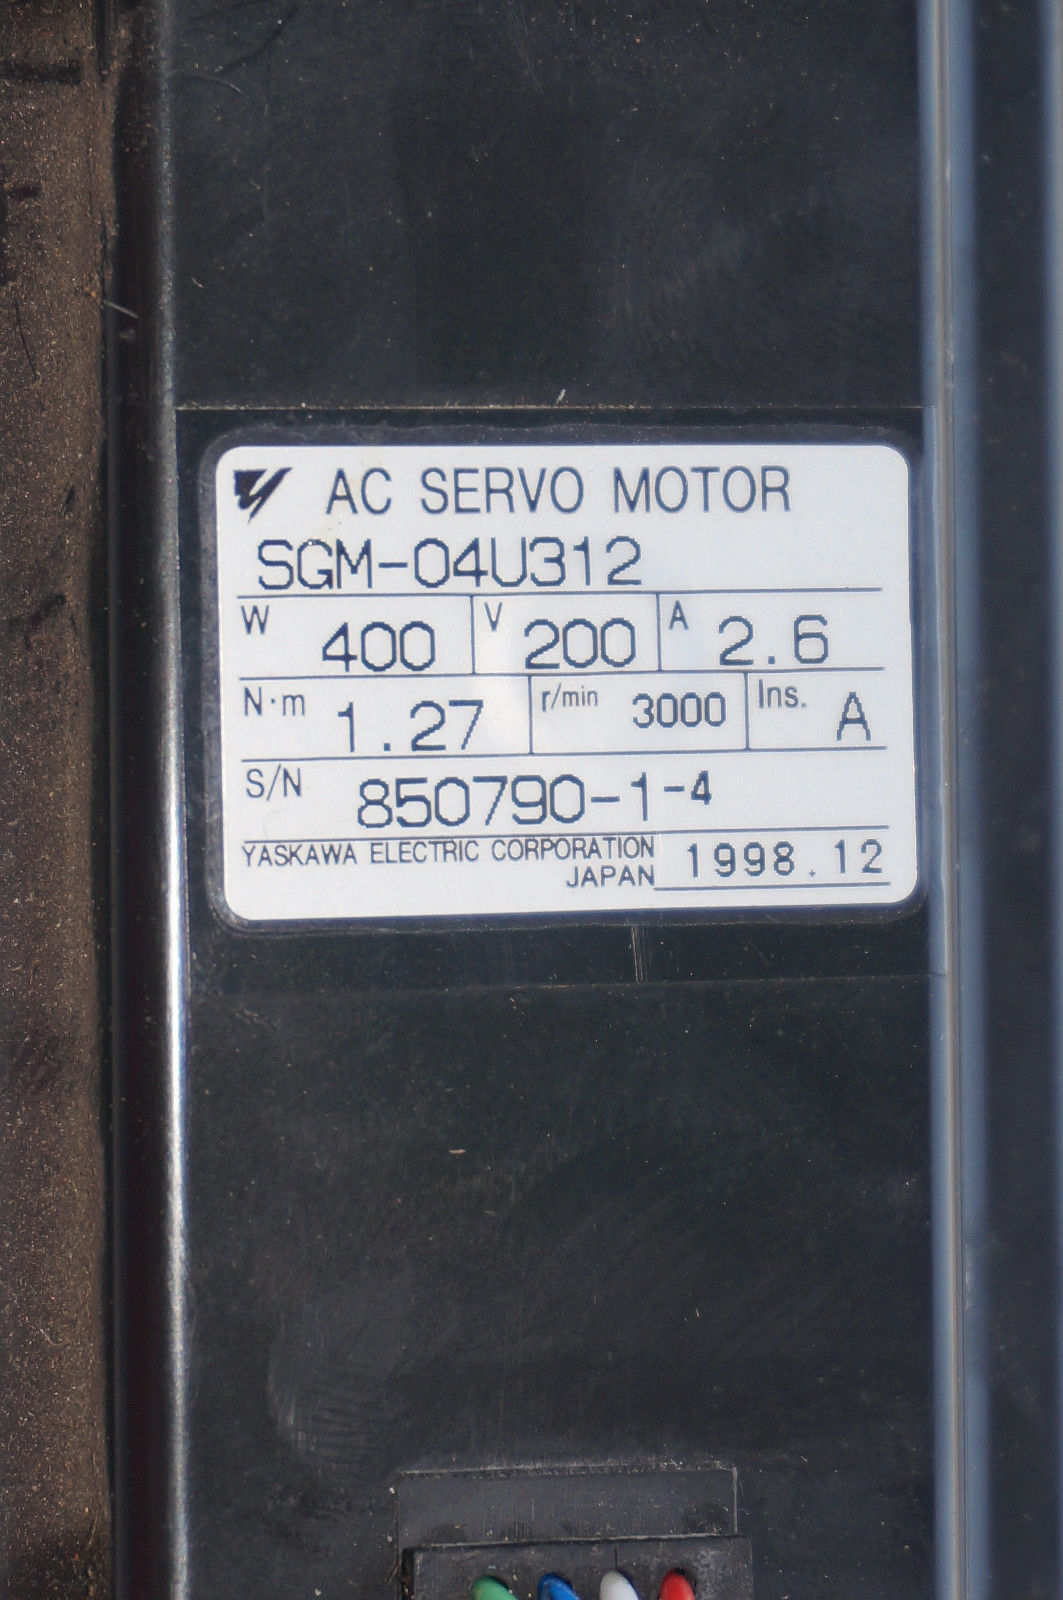 AC SERVO MOTOR
SGM-04U312
W 400 V 200 A 2.6
N·m 1.27 r/min 3000 Ins. A
S/N 850790-1-4
YASKAWA ELECTRIC CORPORATION
JAPAN 1998.12